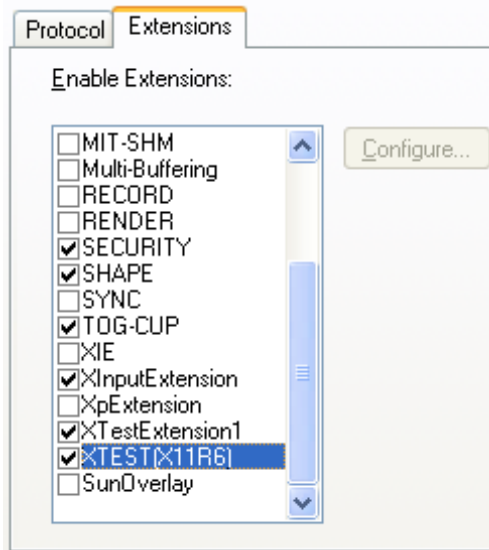 Protocol Extensions
Enable Extensions:
MIT-SHM
Configure...
Multi-Buffering
RECORD
RENDER
SECURITY
SHAPE
SYNC
TOG-CUP
XIE
XInputExtension
XpExtension
XTestExtension1
XTEST(X11R6)
SunOverlay